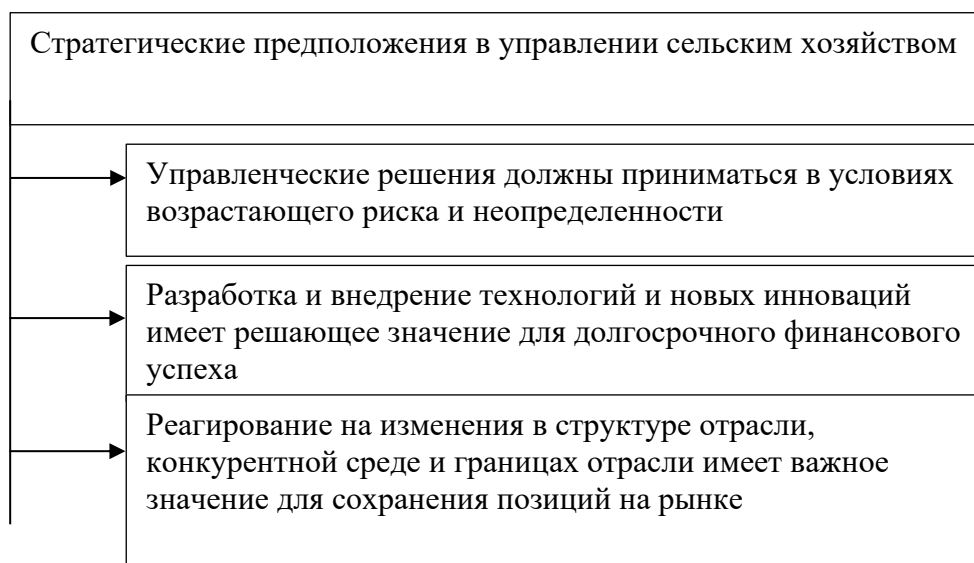 Стратегические предположения в управлении сельским хозяйством
Управленческие решения должны приниматься в условиях
возрастающего риска и неопределенности
Разработка и внедрение технологий и новых инноваций
имеет решающее значение для долгосрочного финансового
успеха
Реагирование на изменения в структуре отрасли,
конкурентной среде и границах отрасли имеет важное
значение для сохранения позиций на рынке